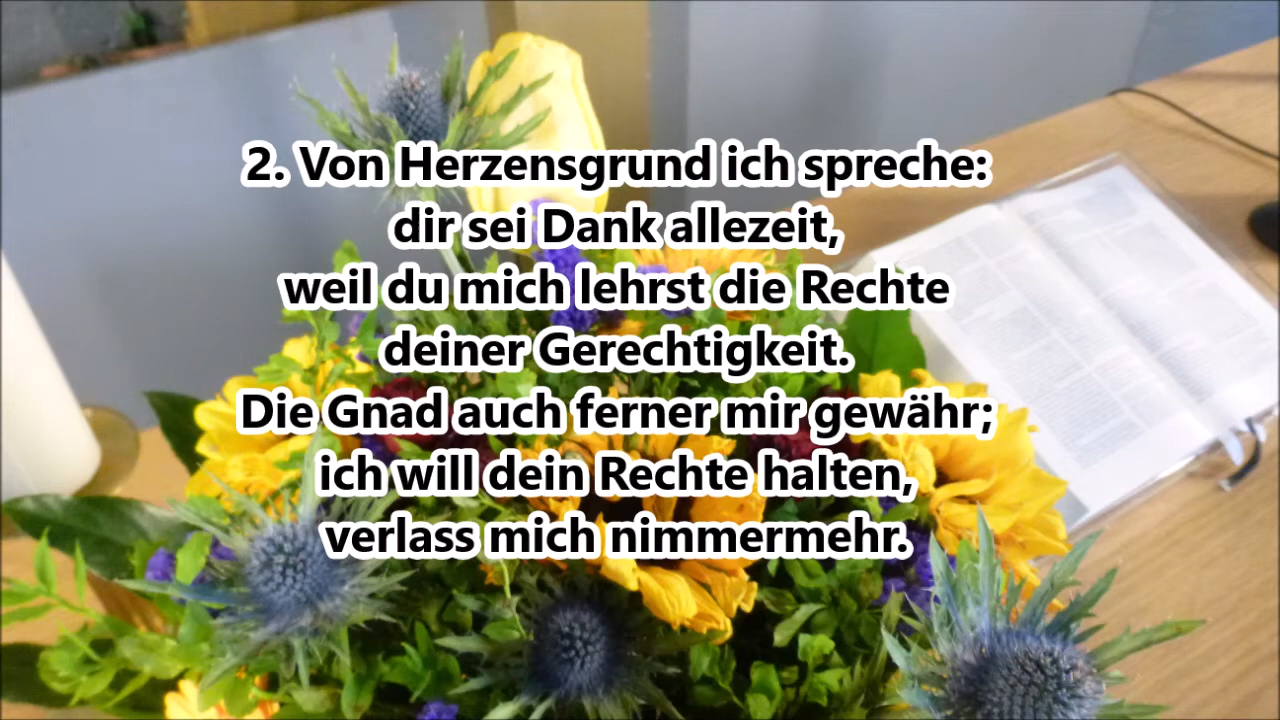 2. Von Herzensgrund ich spreche:
dir sei Dank allezeit,
weil du mich lehrst die Rechte
deiner Gerechtigkeit.
Die Gnad auch ferner mir gewähr;
ich will dein Rechte halten,
verlass mich nimmermehr.